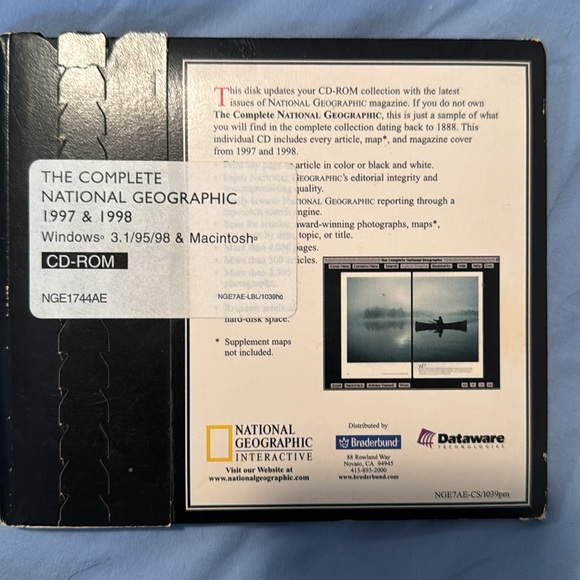 This disk updates your CD-ROM collection with the latest
issues of NATIONAL GEOGRAPHIC magazine. If you do not own
The Complete NATIONAL GEOGRAPHIC, this is just a sample of what
you will find in the complete collection dating back to 1888. This
individual CD includes every article, map*, and magazine cover
from 1997 and 1998.
article in color or black and white.
GEOGRAPHIC's editorial integrity and
quality.
reporting through a
ngine.
award-winning photographs, maps*,
topic, or title.
pages.
icles.
hard-disk space.
* Supplement maps
not included.
THE COMPLETE
NATIONAL GEOGRAPHIC
1997 & 1998
Windows® 3.1/95/98 & Macintosh®
CD-ROM
NGE1744AE
NGE7AE-LBL/1039hc
The Complete National Geographic
NATIONAL
GEOGRAPHIC
INTERACTIVE
Visit our Website at
www.nationalgeographic.com
Distributed by
Brøderbund®
88 Rowland Way
Novato, CA 94945
415-895-2000
www.broderbund.com
Dataware
TECHNOLOGIES
NGE7AE-CS/1039pm